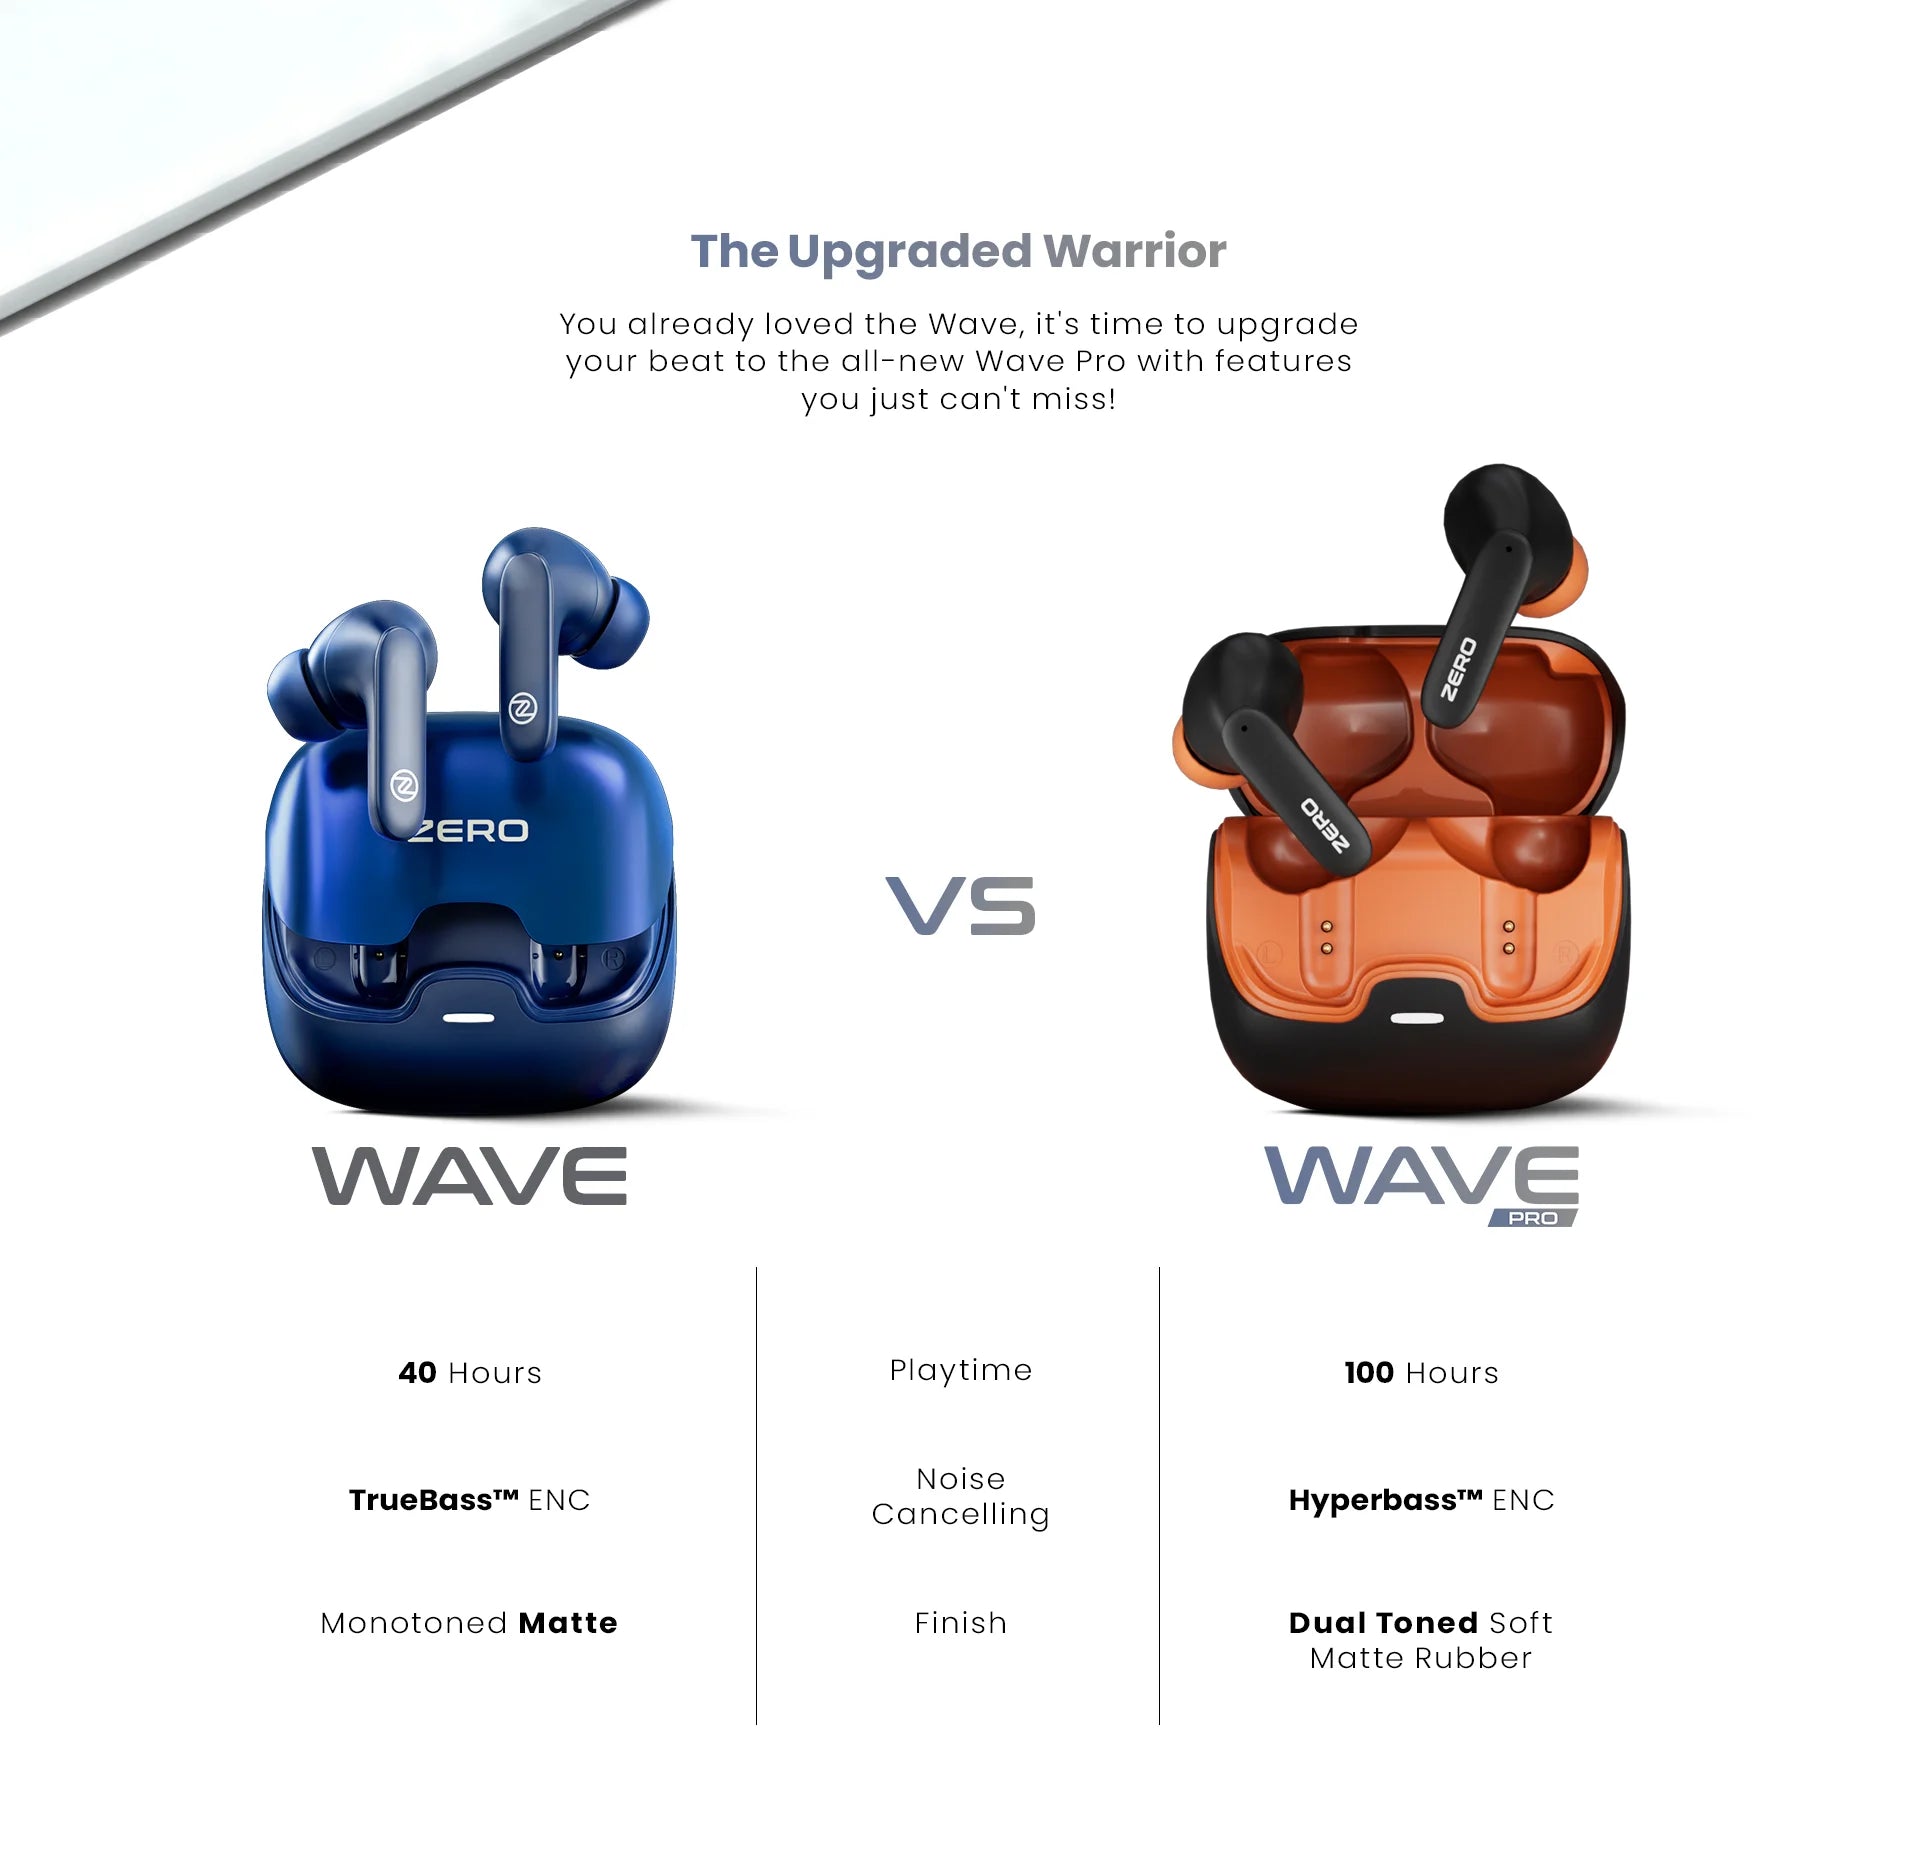 The Upgraded Warrior
You already loved the Wave, it's time to upgrade
your beat to the all-new Wave Pro with features
you just can't miss!
ZERO
VS
ZERO
ZERO
L
R
R
WAVE
WAVE
PRO
40 Hours
Playtime
100 Hours
TrueBass™ ENC
Noise
Cancelling
Hyperbass™ ENC
Monotoned Matte
Finish
Dual Toned Soft
Matte Rubber